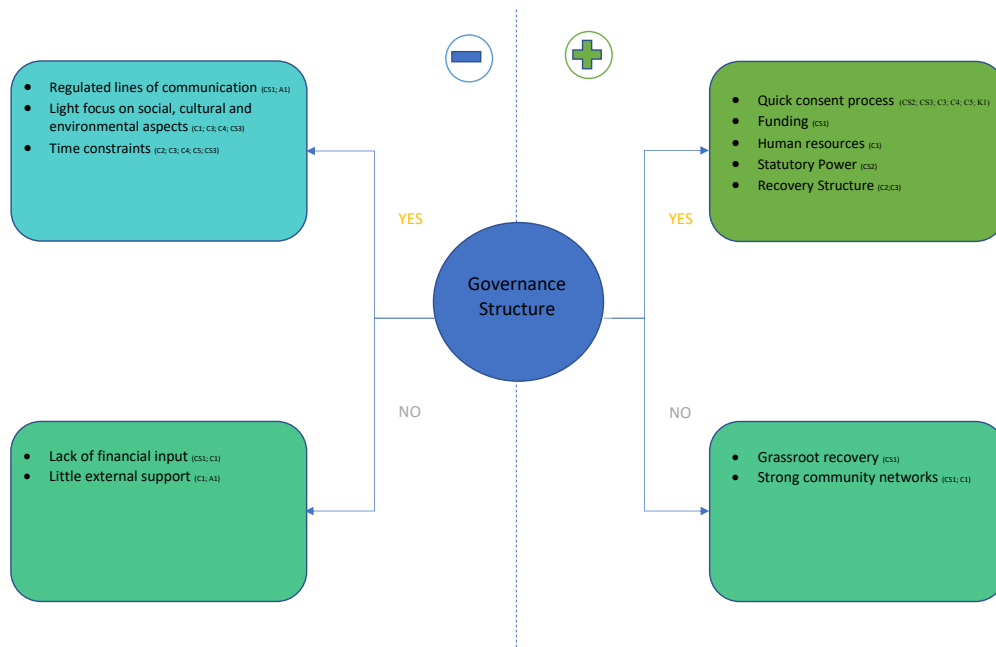 Regulated lines of communication (CS1; A1)
Light focus on social, cultural and
environmental aspects (C1; C3; C4; CS3)
Time constraints (C2; C3; C4; C5; CS3)
Quick consent process (CS2; CS3; C3; C4; C5; K1)
Funding (CS1)
Human resources (C1)
Statutory Power (CS2)
Recovery Structure (C2;C3)
YES
YES
Governance
Structure
NO
NO
Lack of financial input (CS1; C1)
Little external support (C1; A1)
Grassroot recovery (CS1)
Strong community networks (CS1; C1)